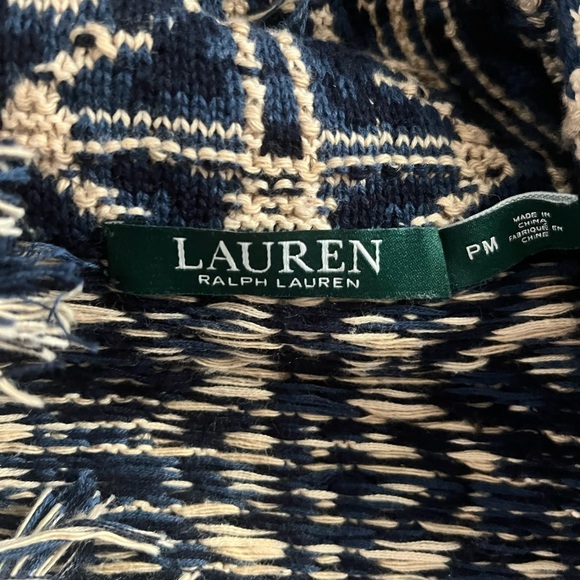 LAUREN
RALPH LAUREN
PM
MADE IN
CHINA
FABRIQUÉ EN
CHINE